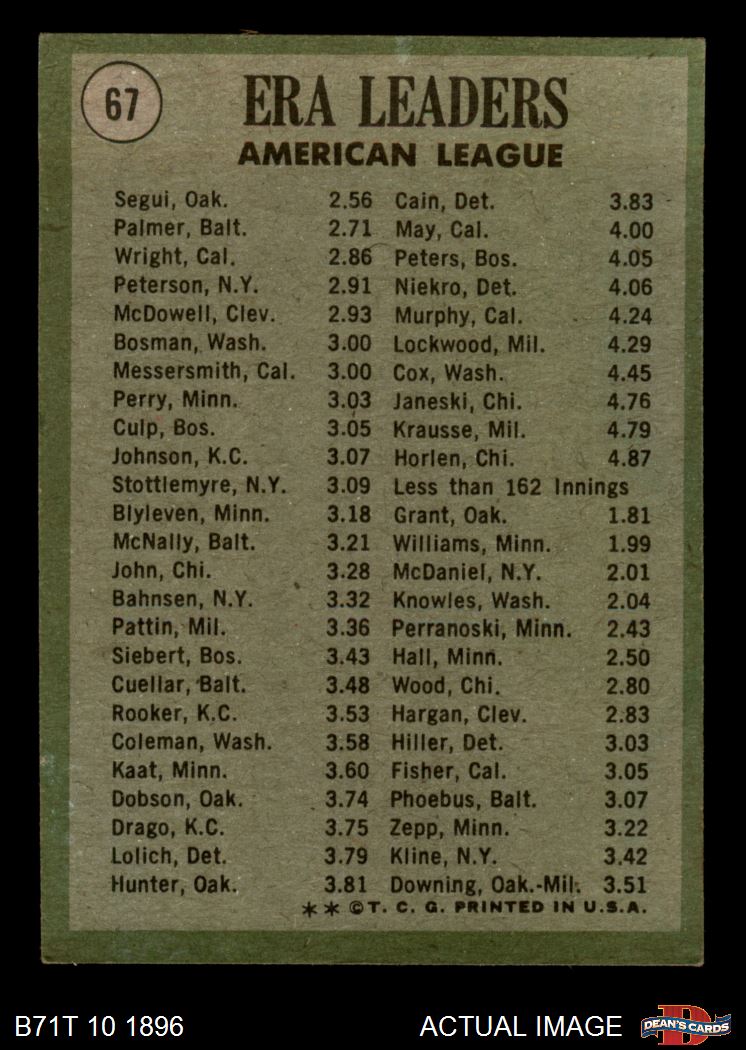 67
ERA LEADERS
AMERICAN LEAGUE
Segui, Oak. 2.56
Palmer, Balt. 2.71
Wright, Cal. 2.86
Peterson, N.Y. 2.91
McDowell, Clev. 2.93
Bosman, Wash. 3.00
Messersmith, Cal. 3.00
Perry, Minn. 3.03
Culp, Bos. 3.05
Johnson, K.C. 3.07
Stottlemyre, N.Y. 3.09
Blyleven, Minn. 3.18
McNally, Balt. 3.21
John, Chi. 3.28
Bahnsen, N.Y. 3.32
Pattin, Mil. 3.36
Siebert, Bos. 3.43
Cuellar, Balt. 3.48
Rooker, K.C. 3.53
Coleman, Wash. 3.58
Kaat, Minn. 3.60
Dobson, Oak. 3.74
Drago, K.C. 3.75
Lolich, Det. 3.79
Hunter, Oak. 3.81
Cain, Det. 3.83
May, Cal. 4.00
Peters, Bos. 4.05
Niekro, Det. 4.06
Murphy, Cal. 4.24
Lockwood, Mil. 4.29
Cox, Wash. 4.45
Janeski, Chi. 4.76
Krausse, Mil. 4.79
Horlen, Chi. 4.87
Less than 162 Innings
Grant, Oak. 1.81
Williams, Minn. 1.99
McDaniel, N.Y. 2.01
Knowles, Wash. 2.04
Perranoski, Minn. 2.43
Hall, Minn. 2.50
Wood, Chi. 2.80
Hargan, Clev. 2.83
Hiller, Det. 3.03
Fisher, Cal. 3.05
Phoebus, Balt. 3.07
Zepp, Minn. 3.22
Kline, N.Y. 3.42
Downing, Oak.-Mil. 3.51
** ©T. C. G. PRINTED IN U.S.A.
B71T 10 1896
ACTUAL IMAGE
D
DEAN'S CARDS